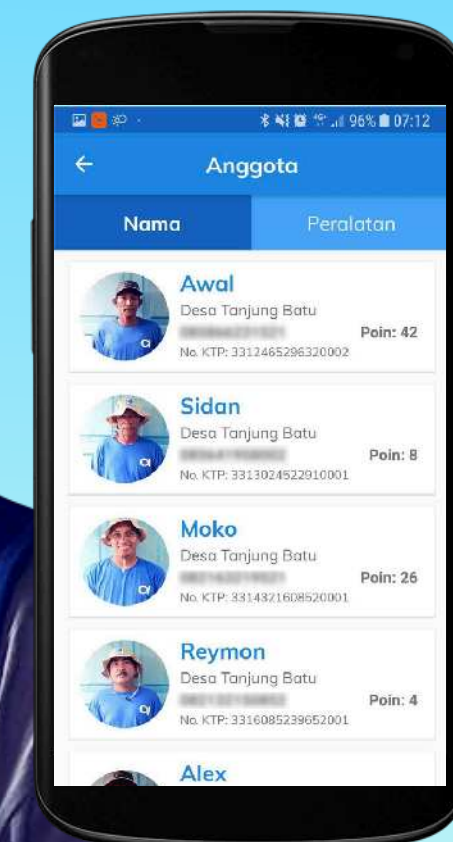 96% 07:12
Anggota
Nama Peralatan
Awal
Desa Tanjung Batu
Poin: 42
No. KTP: 3312465296320002
Sidan
Desa Tanjung Batu
Poin: 8
No. KTP: 3313024522910001
Moko
Desa Tanjung Batu
Poin: 26
No. KTP: 3314321608520001
Reymon
Desa Tanjung Batu
Poin: 4
No. KTP: 3316085239652001
Alex